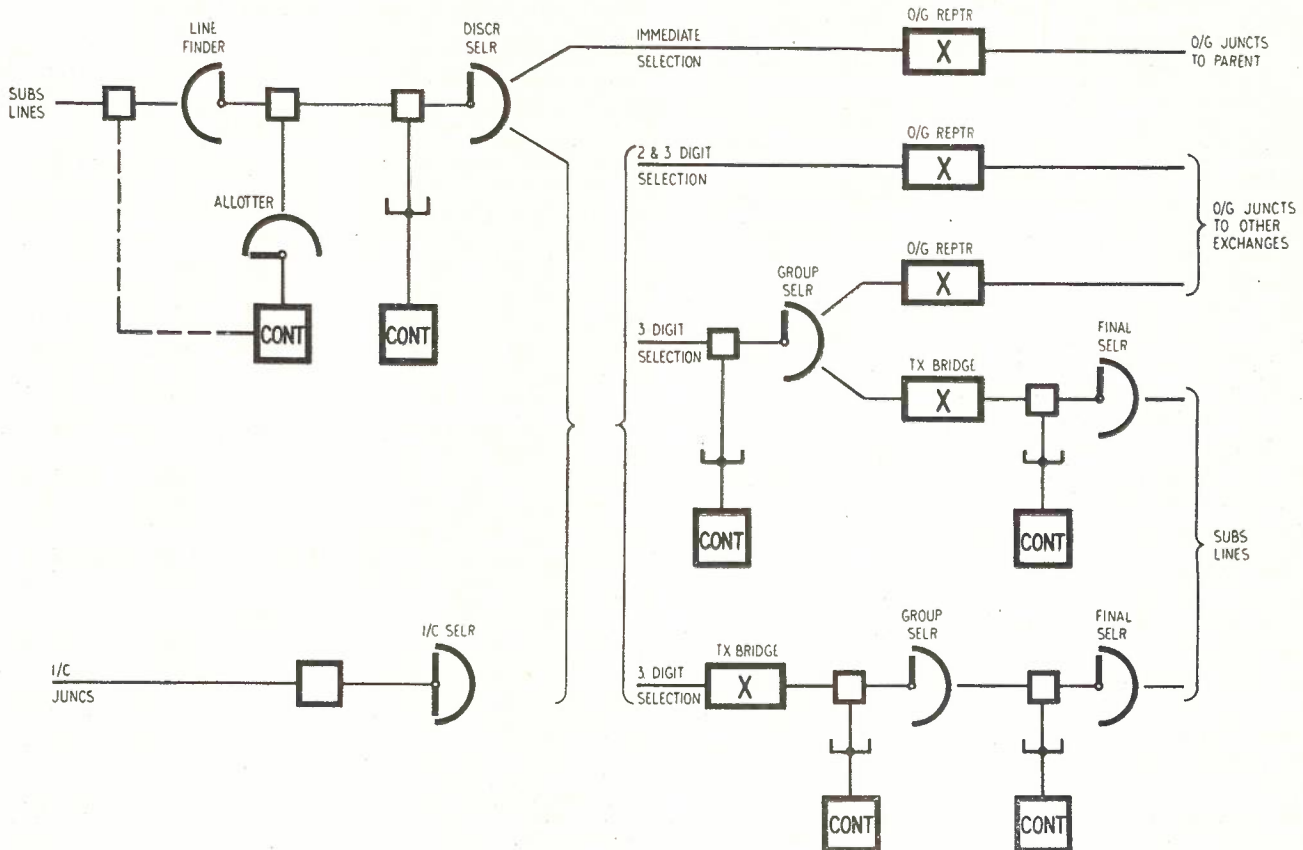 LINE
FINDER
DISCR
SELR
IMMEDIATE
SELECTION
O/G REPTR
X
O/G JUNCTS
TO PARENT
SUBS
LINES
2 & 3 DIGIT
SELECTION
O/G REPTR
X
ALLOTTER
O/G JUNCTS
TO OTHER
EXCHANGES
O/G REPTR
X
GROUP
SELR
CONT
CONT
3 DIGIT
SELECTION
FINAL
SELR
TX BRIDGE
X
CONT
CONT
SUBS
LINES
I/C
JUNCS
I/C SELR
3 DIGIT
SELECTION
TX BRIDGE
X
GROUP
SELR
FINAL
SELR
CONT
CONT